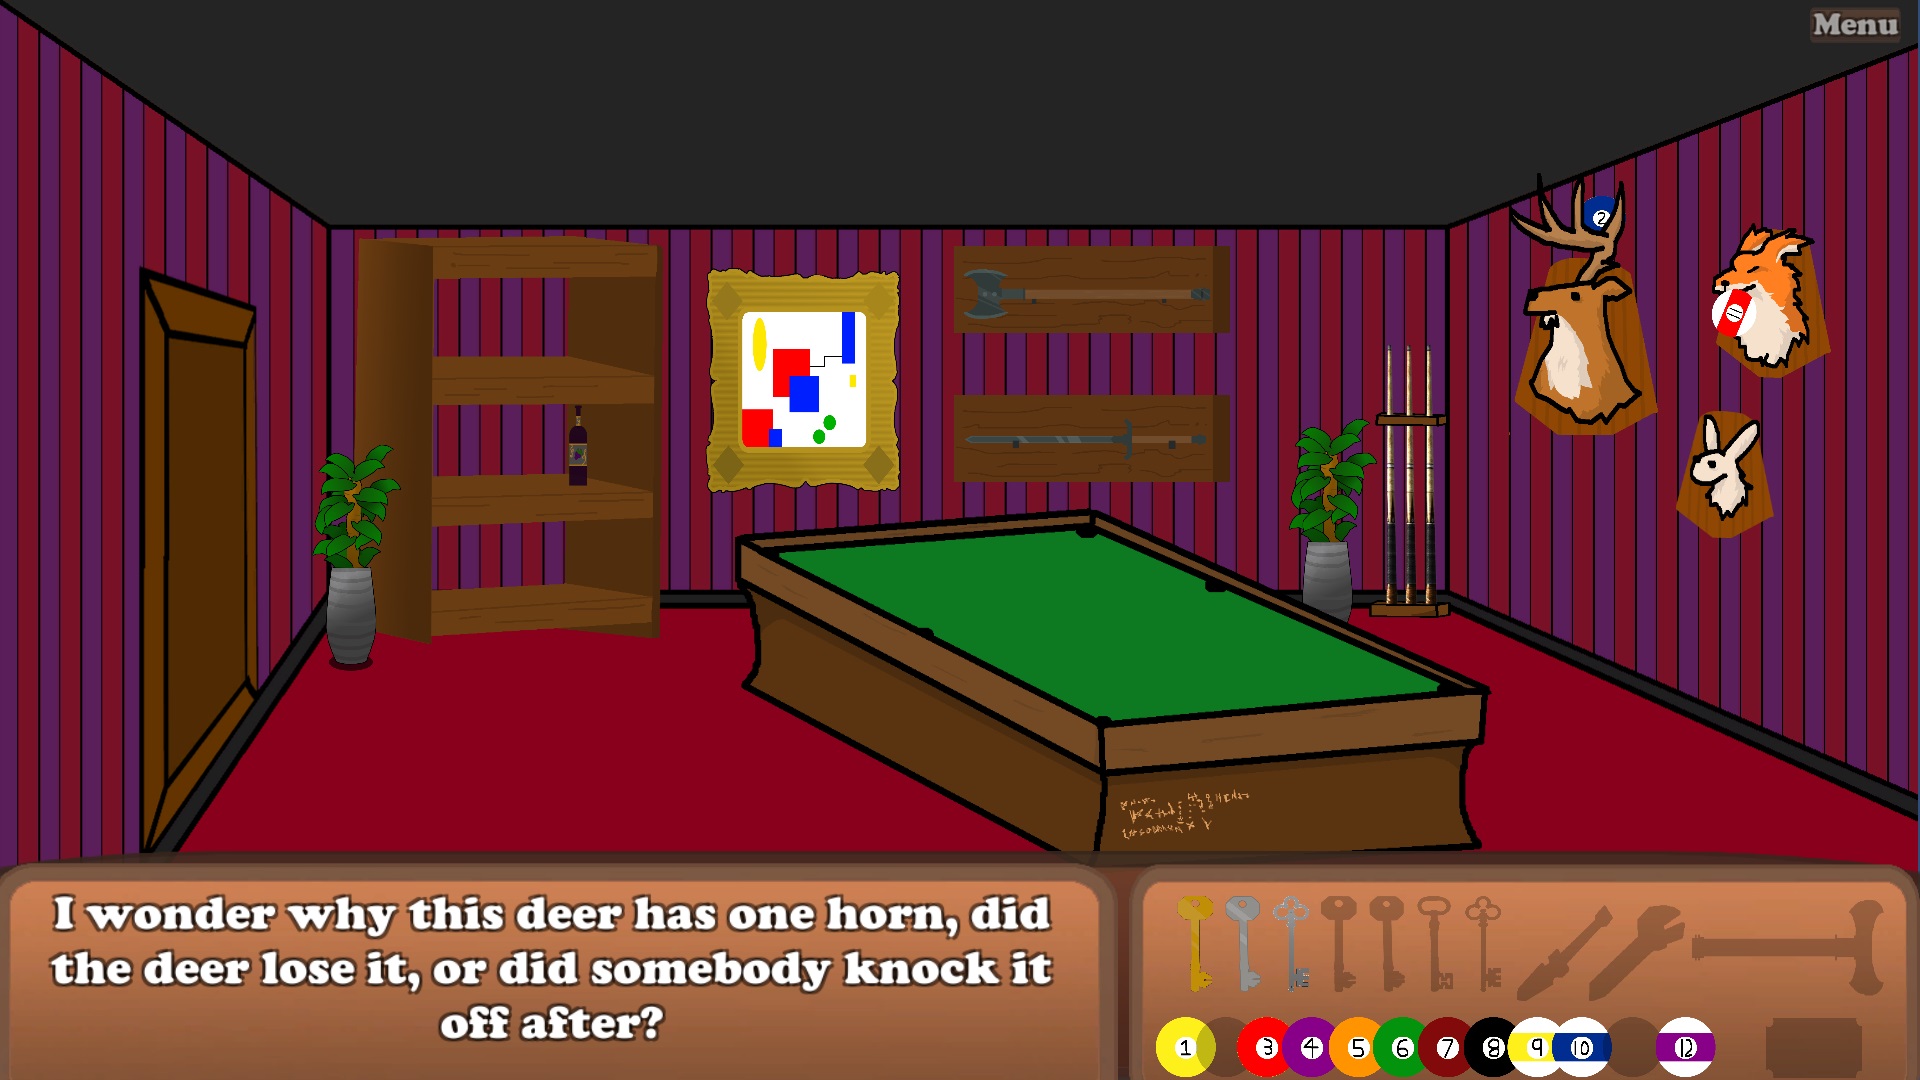 Menu
2
11
I wonder why this deer has one horn, did
the deer lose it, or did somebody knock it
off after?
1 3 4 5 6 7 8 9 10 12